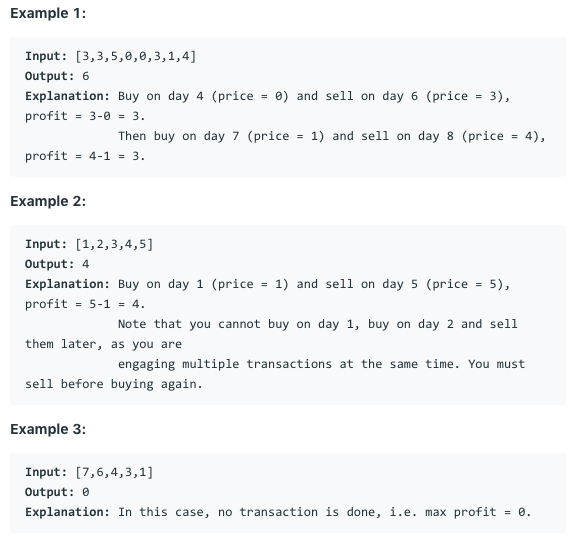 Example 1:
Input: [3,3,5,0,0,3,1,4]
Output: 6
Explanation: Buy on day 4 (price = 0) and sell on day 6 (price = 3),
profit = 3-0 = 3.
Then buy on day 7 (price = 1) and sell on day 8 (price = 4),
profit = 4-1 = 3.
Example 2:
Input: [1,2,3,4,5]
Output: 4
Explanation: Buy on day 1 (price = 1) and sell on day 5 (price = 5),
profit = 5-1 = 4.
Note that you cannot buy on day 1, buy on day 2 and sell
them later, as you are
engaging multiple transactions at the same time. You must
sell before buying again.
Example 3:
Input: [7,6,4,3,1]
Output: 0
Explanation: In this case, no transaction is done, i.e. max profit = 0.